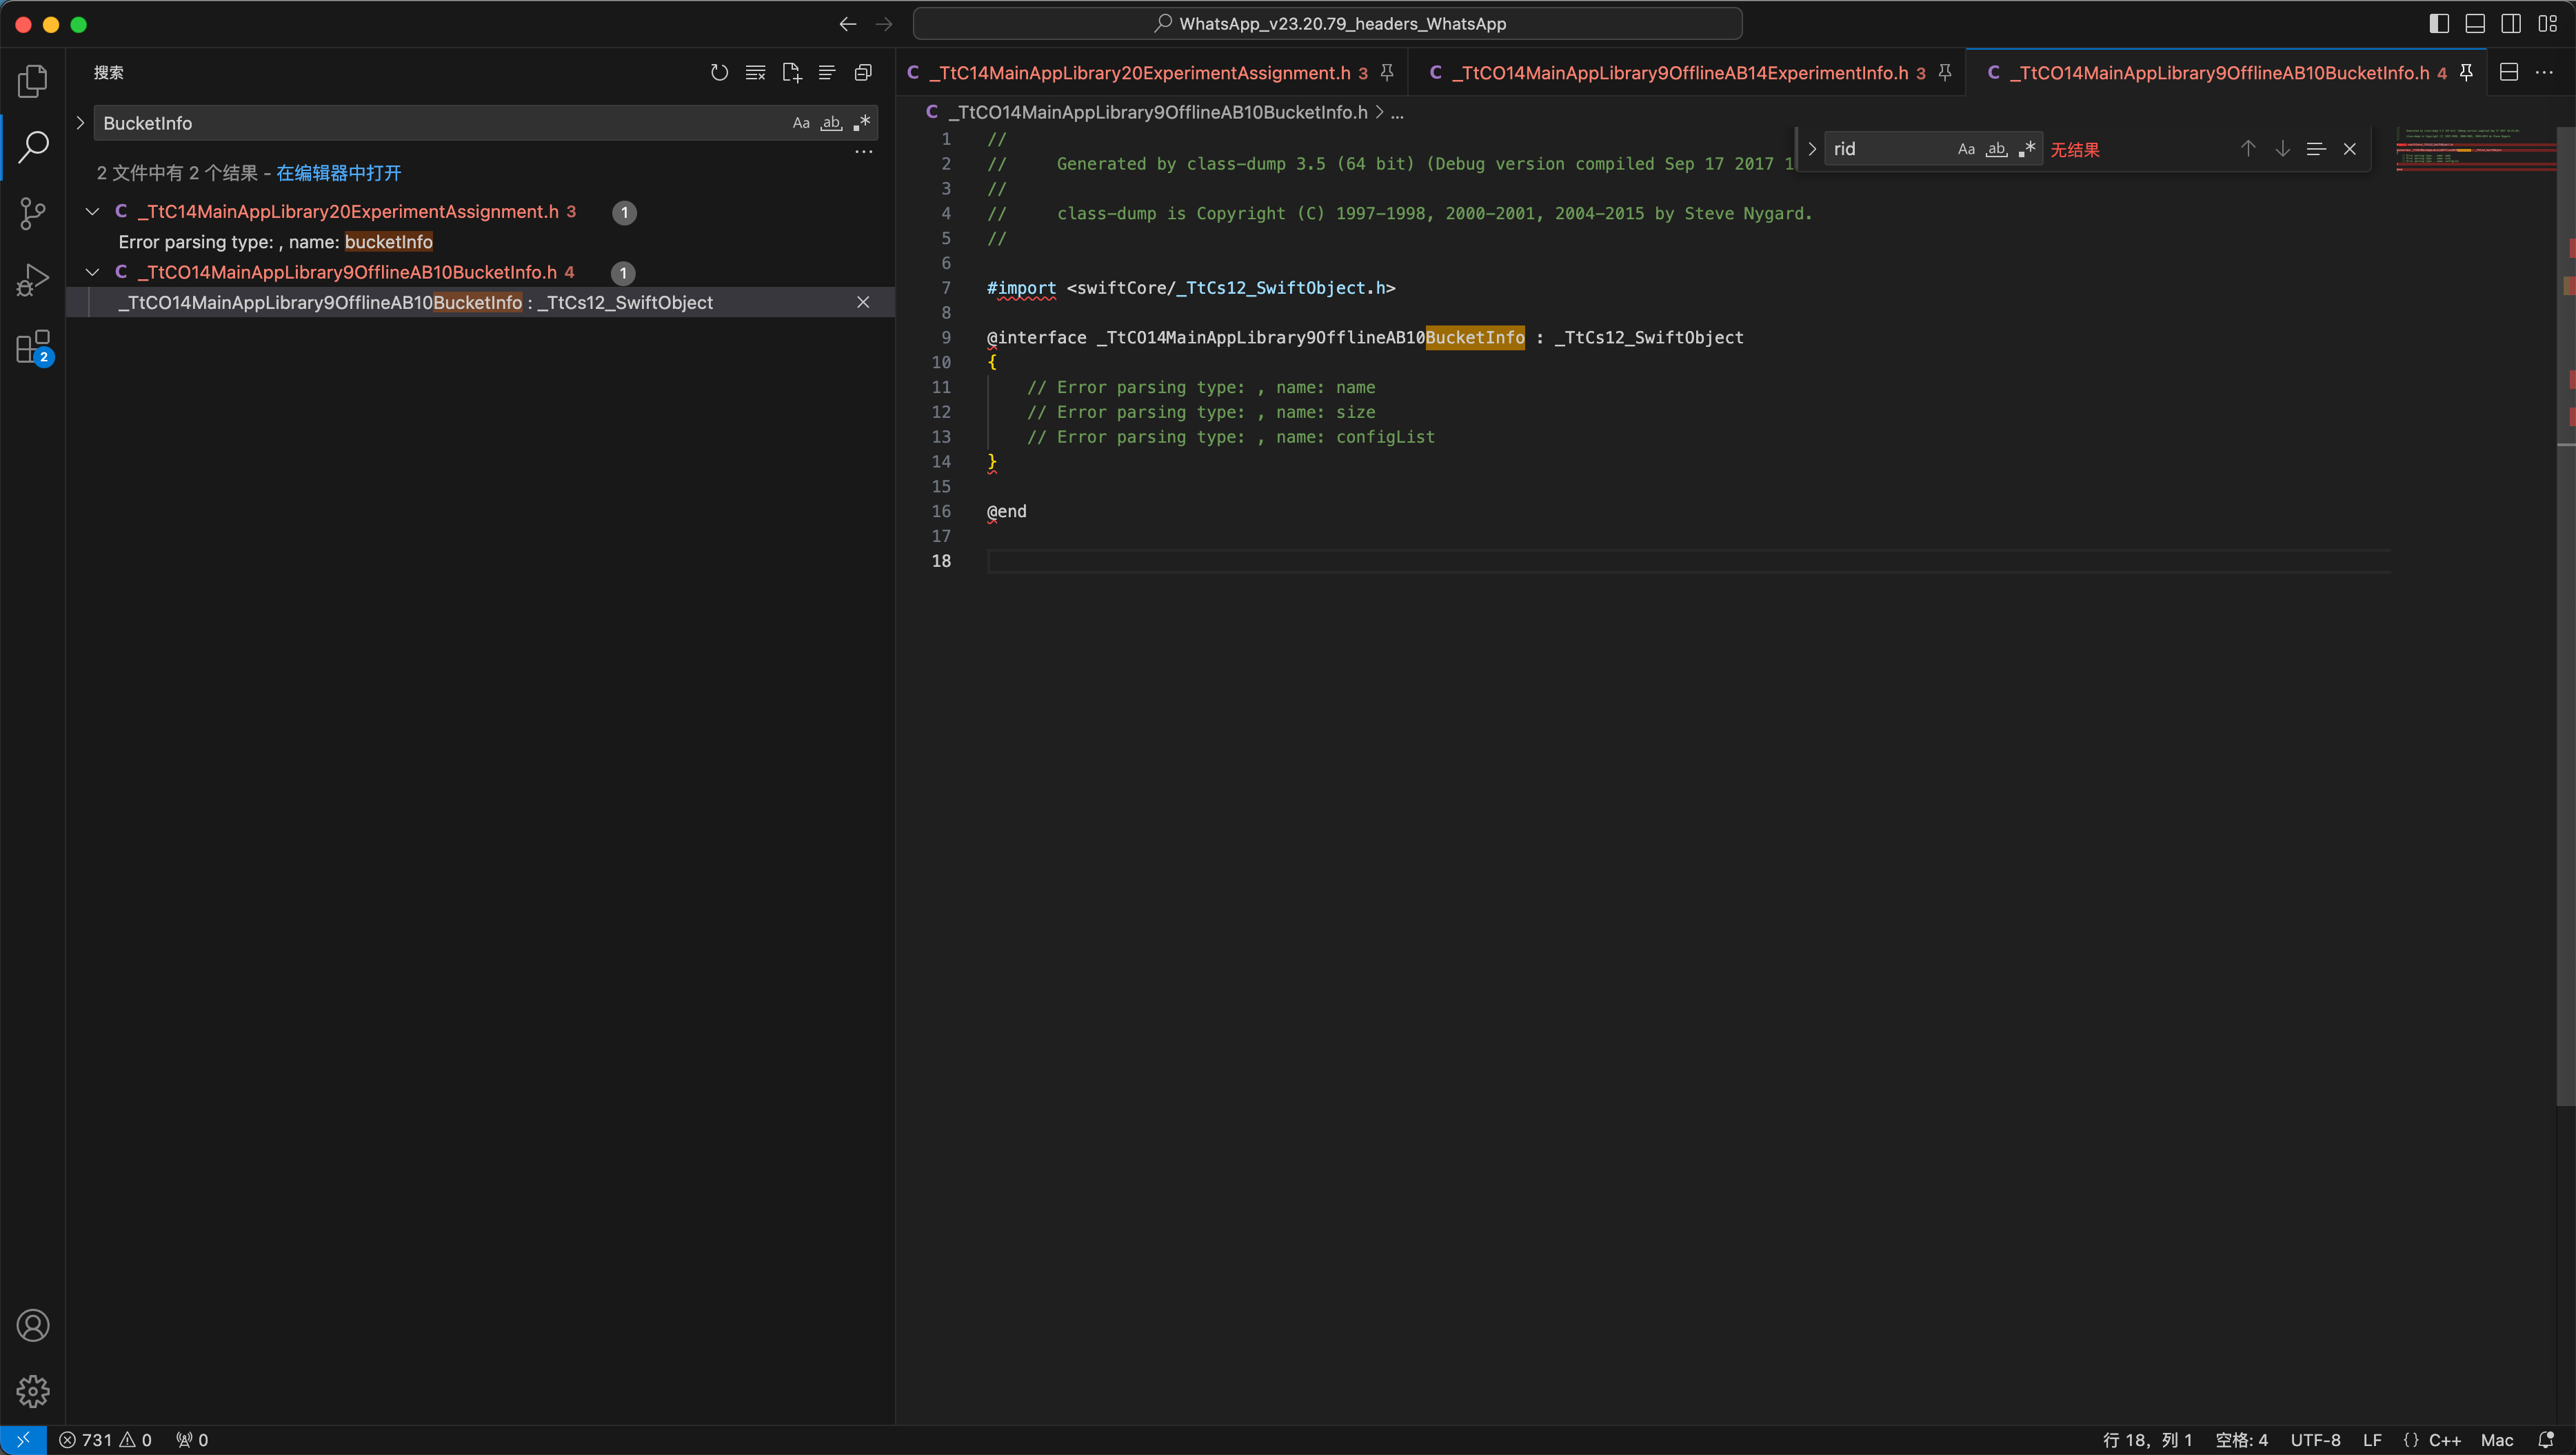 WhatsApp_v23.20.79_headers_WhatsApp
搜索
BucketInfo
Aa ab .*
2 文件中有 2 个结果 - 在编辑器中打开
C _TtC14MainAppLibrary20ExperimentAssignment.h 3 1
Error parsing type: , name: bucketInfo
C _TtCO14MainAppLibrary9OfflineAB10BucketInfo.h 4 1
_TtCO14MainAppLibrary9OfflineAB10BucketInfo : _TtCs12_SwiftObject
2
C _TtC14MainAppLibrary20ExperimentAssignment.h 3
C _TtCO14MainAppLibrary9OfflineAB14ExperimentInfo.h 3
C _TtCO14MainAppLibrary9OfflineAB10BucketInfo.h 4
C _TtCO14MainAppLibrary9OfflineAB10BucketInfo.h > ...
rid Aa ab .* 无结果
1 //
2 //     Generated by class-dump 3.5 (64 bit) (Debug version compiled Sep 17 2017 1
3 //
4 //     class-dump is Copyright (C) 1997-1998, 2000-2001, 2004-2015 by Steve Nygard.
5 //
6
7 #import <swiftCore/_TtCs12_SwiftObject.h>
8
9 @interface _TtCO14MainAppLibrary9OfflineAB10BucketInfo : _TtCs12_SwiftObject
10 {
11     // Error parsing type: , name: name
12     // Error parsing type: , name: size
13     // Error parsing type: , name: configList
14 }
15
16 @end
17
18
731 0 0
行 18，列 1 空格: 4 UTF-8 LF {} C++ Mac